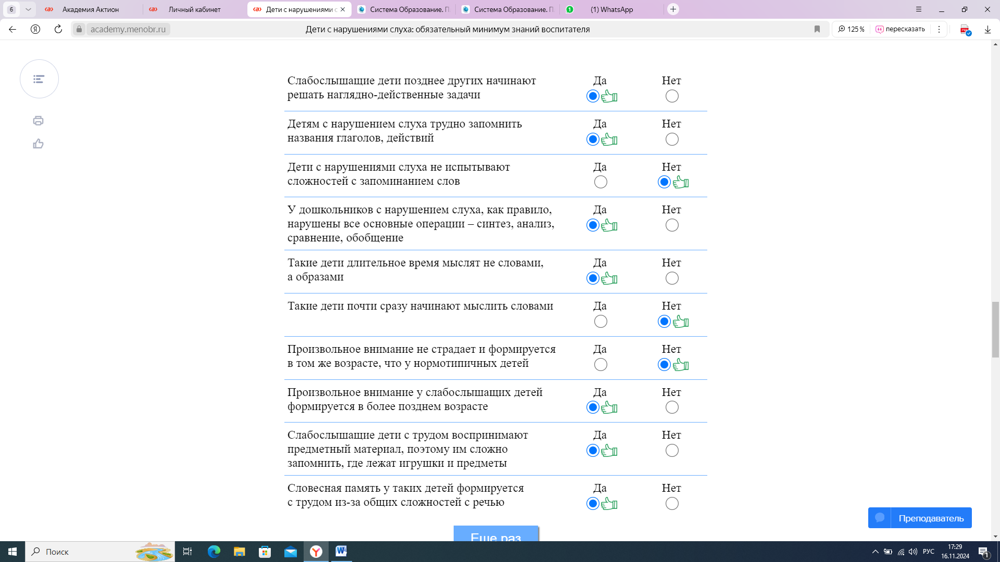 6
Академия Актион
Личный кабинет
Дети с нарушениями с
Система Образование. П
Система Образование. П
1
(1) WhatsApp
Я
academy.menobr.ru
Дети с нарушениями слуха: обязательный минимум знаний воспитателя
125 %
пересказать
Слабослышащие дети позднее других начинают
решать наглядно-действенные задачи
Да
Нет
Детям с нарушением слуха трудно запомнить
названия глаголов, действий
Да
Нет
Дети с нарушениями слуха не испытывают
сложностей с запоминанием слов
Да
Нет
У дошкольников с нарушением слуха, как правило,
нарушены все основные операции – синтез, анализ,
сравнение, обобщение
Да
Нет
Такие дети длительное время мыслят не словами,
а образами
Да
Нет
Такие дети почти сразу начинают мыслить словами
Да
Нет
Произвольное внимание не страдает и формируется
в том же возрасте, что у нормотипичных детей
Да
Нет
Произвольное внимание у слабослышащих детей
формируется в более позднем возрасте
Да
Нет
Слабослышащие дети с трудом воспринимают
предметный материал, поэтому им сложно
запомнить, где лежат игрушки и предметы
Да
Нет
Словесная память у таких детей формируется
с трудом из-за общих сложностей с речью
Да
Нет
Преподаватель
Еще раз
Поиск
РУС
17:29
16.11.2024
1